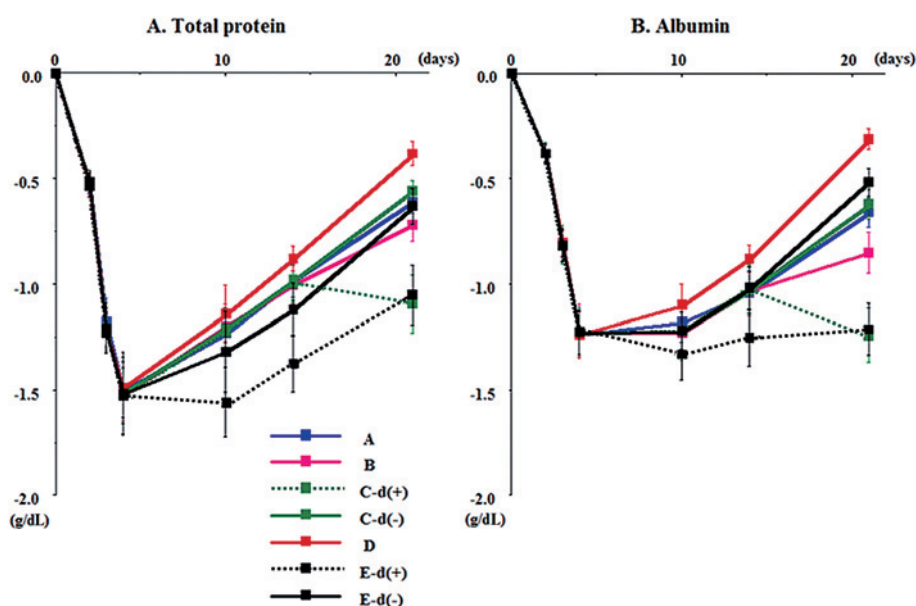 A. Total protein
0 10 20 (days)
0.0
-0.5
-1.0
-1.5
-2.0
(g/dL)
A
B
C-d(+)
C-d(-)
D
E-d(+)
E-d(-)
B. Albumin
0 10 20 (days)
0.0
-0.5
-1.0
-1.5
-2.0
(g/dL)